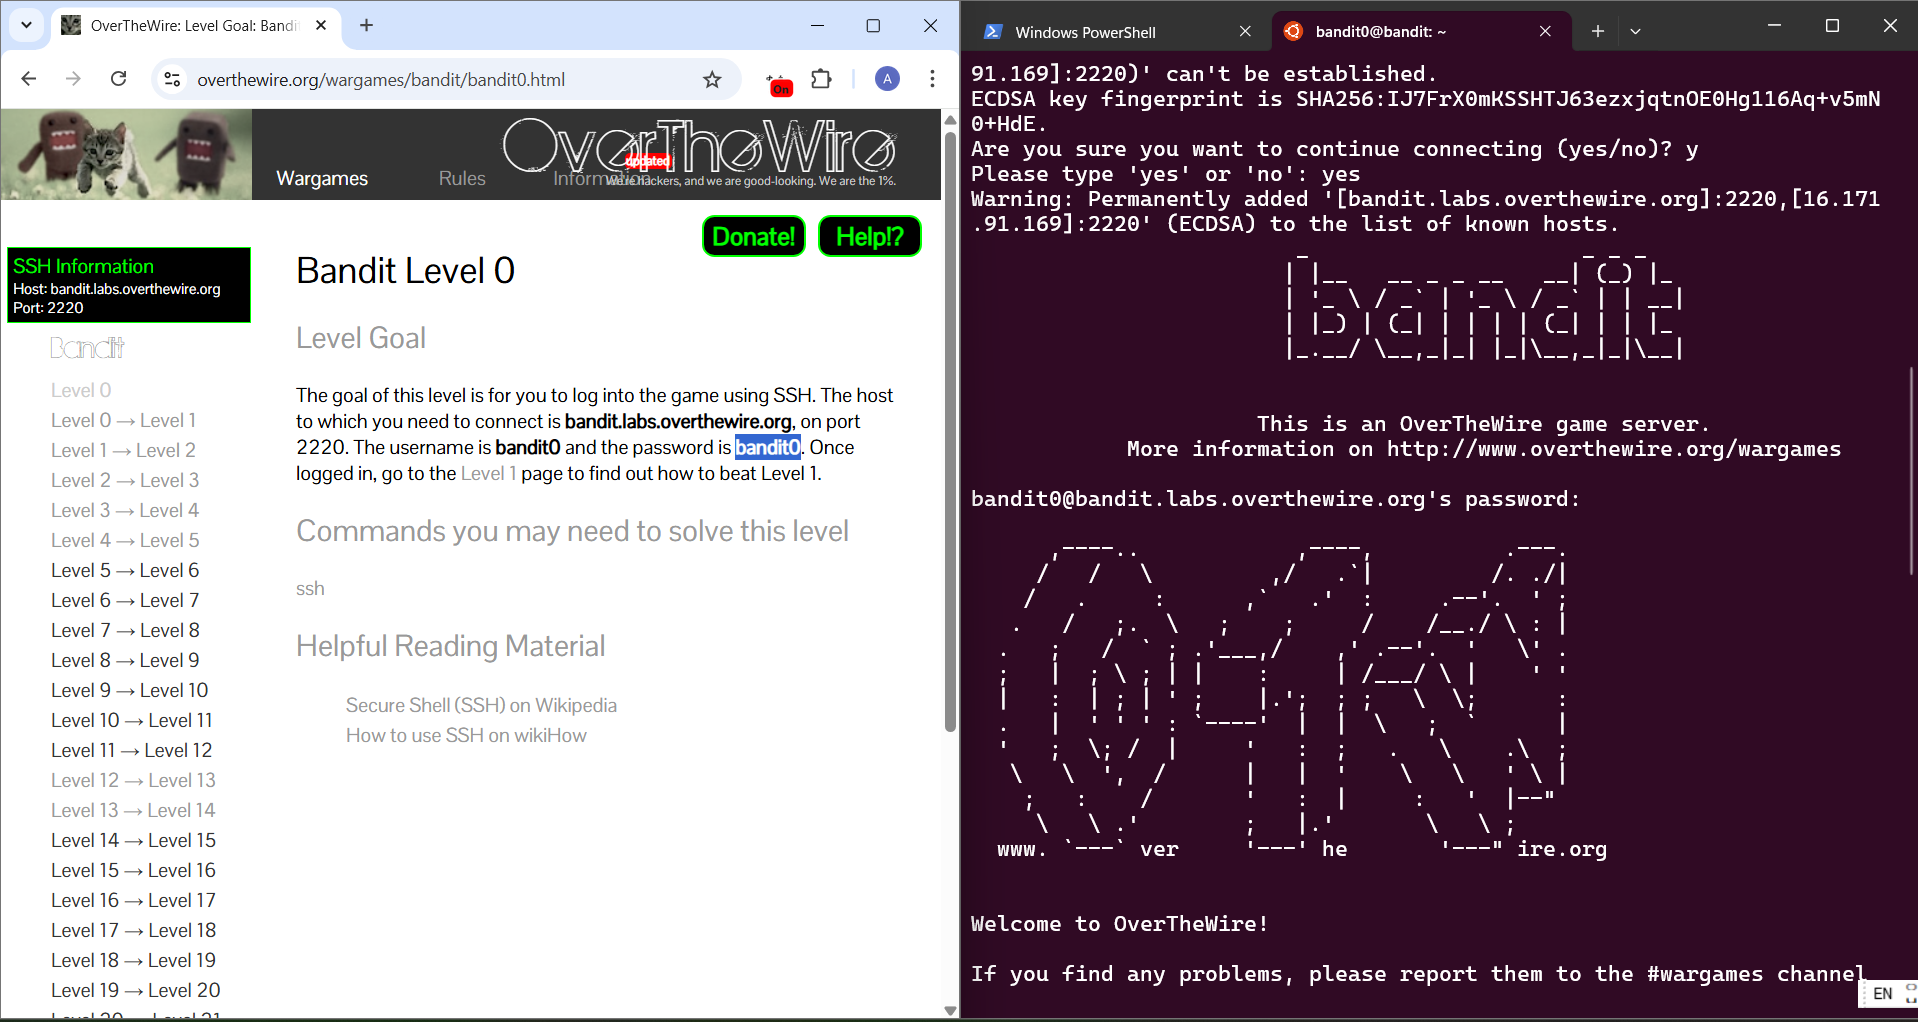 OverTheWire: Level Goal: Bandi
overthewire.org/wargames/bandit/bandit0.html
On
A
Wargames
Rules
Information
OverTheWire
updated
We're hackers, and we are good-looking. We are the 1%.
Donate!
Help!?
SSH Information
Host: bandit.labs.overthewire.org
Port: 2220
Bandit
Level 0
Level 0 → Level 1
Level 1 → Level 2
Level 2 → Level 3
Level 3 → Level 4
Level 4 → Level 5
Level 5 → Level 6
Level 6 → Level 7
Level 7 → Level 8
Level 8 → Level 9
Level 9 → Level 10
Level 10 → Level 11
Level 11 → Level 12
Level 12 → Level 13
Level 13 → Level 14
Level 14 → Level 15
Level 15 → Level 16
Level 16 → Level 17
Level 17 → Level 18
Level 18 → Level 19
Level 19 → Level 20
Level 20 → Level 21
Bandit Level 0
Level Goal
The goal of this level is for you to log into the game using SSH. The host
to which you need to connect is bandit.labs.overthewire.org, on port
2220. The username is bandit0 and the password is bandit0. Once
logged in, go to the Level 1 page to find out how to beat Level 1.
Commands you may need to solve this level
ssh
Helpful Reading Material
Secure Shell (SSH) on Wikipedia
How to use SSH on wikiHow
Windows PowerShell
bandit0@bandit: ~
91.169]:2220)' can't be established.
ECDSA key fingerprint is SHA256:IJ7FrX0mKSSHTJ63ezxjqtnOE0Hg116Aq+v5mN
0+HdE.
Are you sure you want to continue connecting (yes/no)? y
Please type 'yes' or 'no': yes
Warning: Permanently added '[bandit.labs.overthewire.org]:2220,[16.171
.91.169]:2220' (ECDSA) to the list of known hosts.
bandit
This is an OverTheWire game server.
More information on http://www.overthewire.org/wargames
bandit0@bandit.labs.overthewire.org's password:
www. ver he ire.org
Welcome to OverTheWire!
If you find any problems, please report them to the #wargames channel
EN